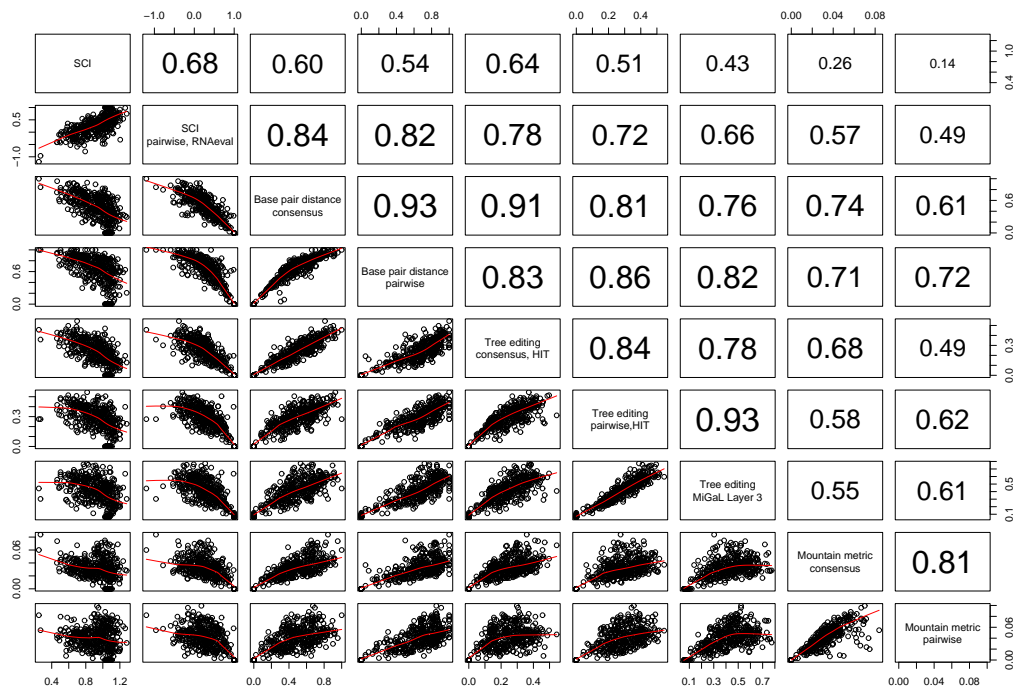 −1.0 0.0 1.0 0.0 0.4 0.8 0.0 0.2 0.4 0.00 0.04 0.08
SCI 0.68 0.60 0.54 0.64 0.51 0.43 0.26 0.14 0.4 1.0
−1.0 0.5 SCI
pairwise, RNAeval 0.84 0.82 0.78 0.72 0.66 0.57 0.49
Base pair distance
consensus 0.93 0.91 0.81 0.76 0.74 0.61 0.0 0.6
0.0 0.6 Base pair distance
pairwise 0.83 0.86 0.82 0.71 0.72
Tree editing
consensus, HIT 0.84 0.78 0.68 0.49 0.0 0.3
0.0 0.3 Tree editing
pairwise,HIT 0.93 0.58 0.62
Tree editing
MiGaL Layer 3 0.55 0.61 0.1 0.5
0.00 0.06 Mountain metric
consensus 0.81
Mountain metric
pairwise 0.00 0.06
0.4 0.8 1.2 0.0 0.4 0.8 0.0 0.2 0.4 0.1 0.3 0.5 0.7 0.00 0.04 0.08